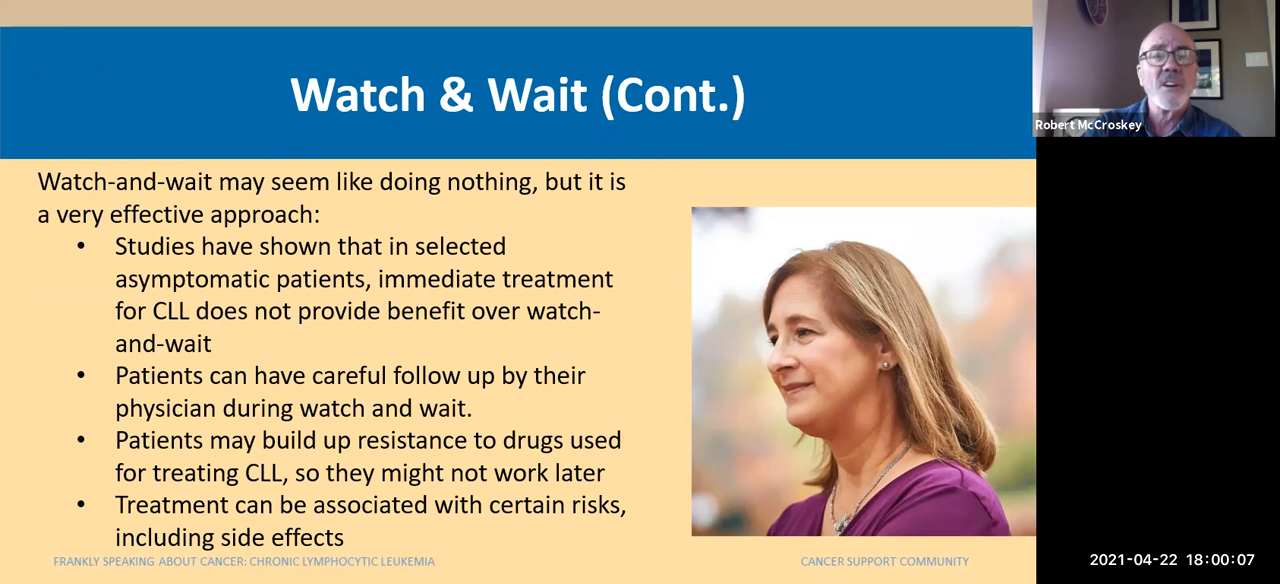 Watch & Wait (Cont.)
Robert McCroskey
Watch-and-wait may seem like doing nothing, but it is
a very effective approach:
• Studies have shown that in selected
asymptomatic patients, immediate treatment
for CLL does not provide benefit over watch-
and-wait
• Patients can have careful follow up by their
physician during watch and wait.
• Patients may build up resistance to drugs used
for treating CLL, so they might not work later
• Treatment can be associated with certain risks,
including side effects
FRANKLY SPEAKING ABOUT CANCER: CHRONIC LYMPHOCYTIC LEUKEMIA
CANCER SUPPORT COMMUNITY
2021-04-22 18:00:07